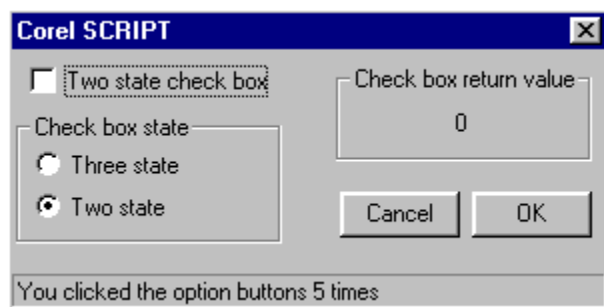 Corel SCRIPT
Two state check box
Check box state
Three state
Two state
Check box return value
0
Cancel
OK
You clicked the option buttons 5 times